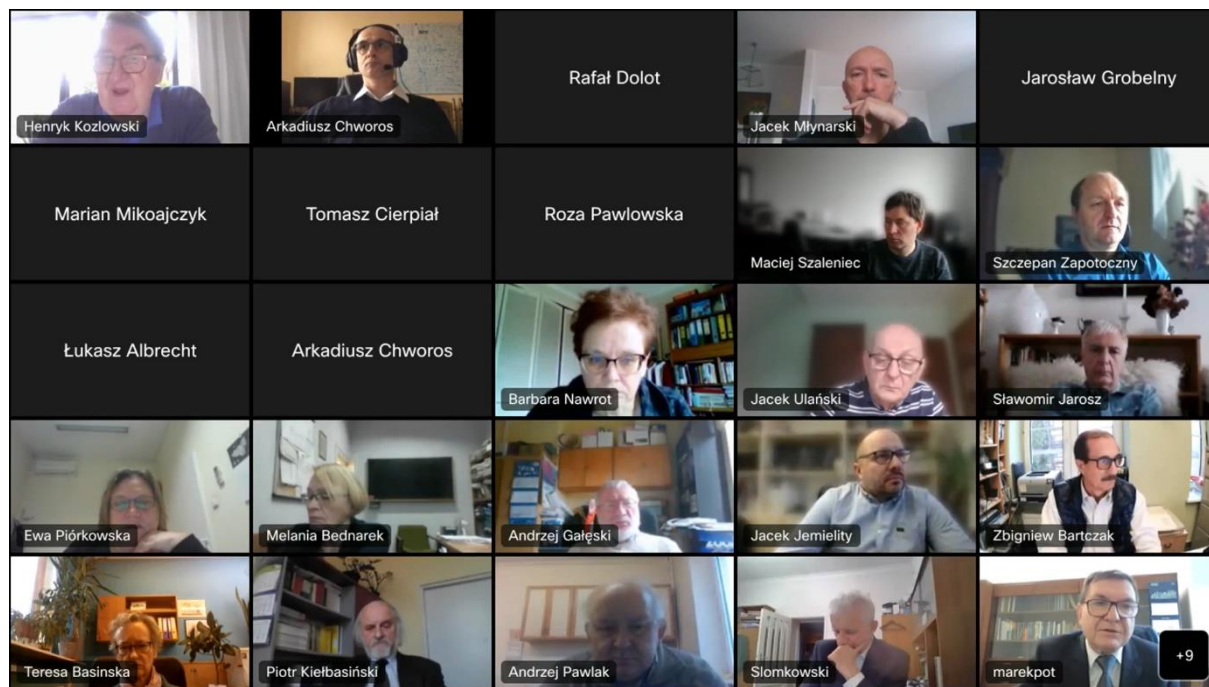 Henryk Kozlowski
Arkadiusz Chworos
Rafał Dolot
Jacek Młynarski
Jarosław Grobelny
Marian Mikoajczyk
Tomasz Cierpiał
Roza Pawlowska
Maciej Szaleniec
Szczepan Zapotoczny
Łukasz Albrecht
Arkadiusz Chworos
Barbara Nawrot
Jacek Ulański
Sławomir Jarosz
Ewa Piórkowska
Melania Bednarek
Andrzej Gałęski
Jacek Jemielity
Zbigniew Bartczak
Teresa Basinska
Piotr Kiełbasiński
Andrzej Pawlak
Slomkowski
marekpot
+9